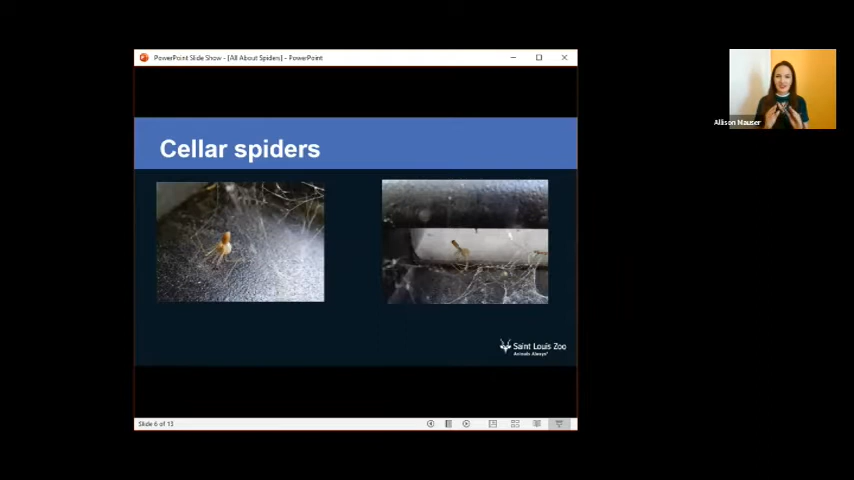 PowerPoint Slide Show - [All About Spiders] - PowerPoint
Allison Mauser
Cellar spiders
Saint Louis Zoo
Animals Always®
Slide 6 of 13